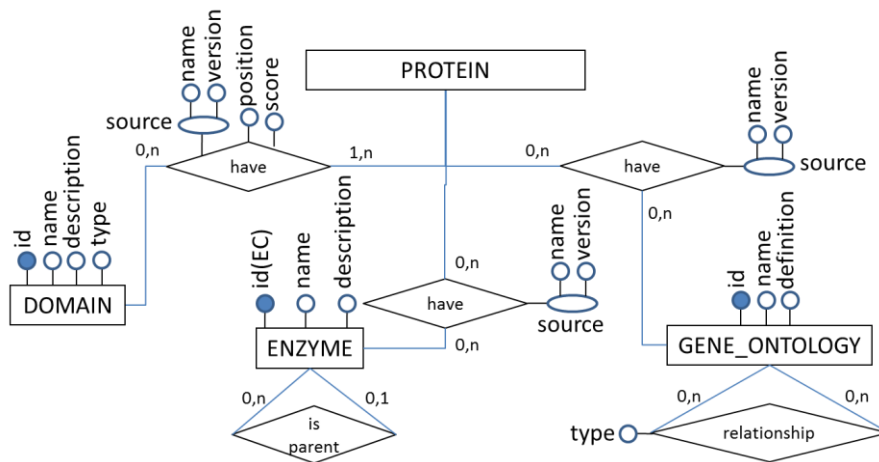 PROTEIN
name
version
position
score
source
0,n
have
1,n
0,n
have
name
version
source
0,n
id
name
description
type
DOMAIN
id(EC)
name
description
0,n
have
name
version
source
0,n
ENZYME
0,n
0,1
is
parent
id
name
definition
GENE_ONTOLOGY
0,n
0,n
type
relationship